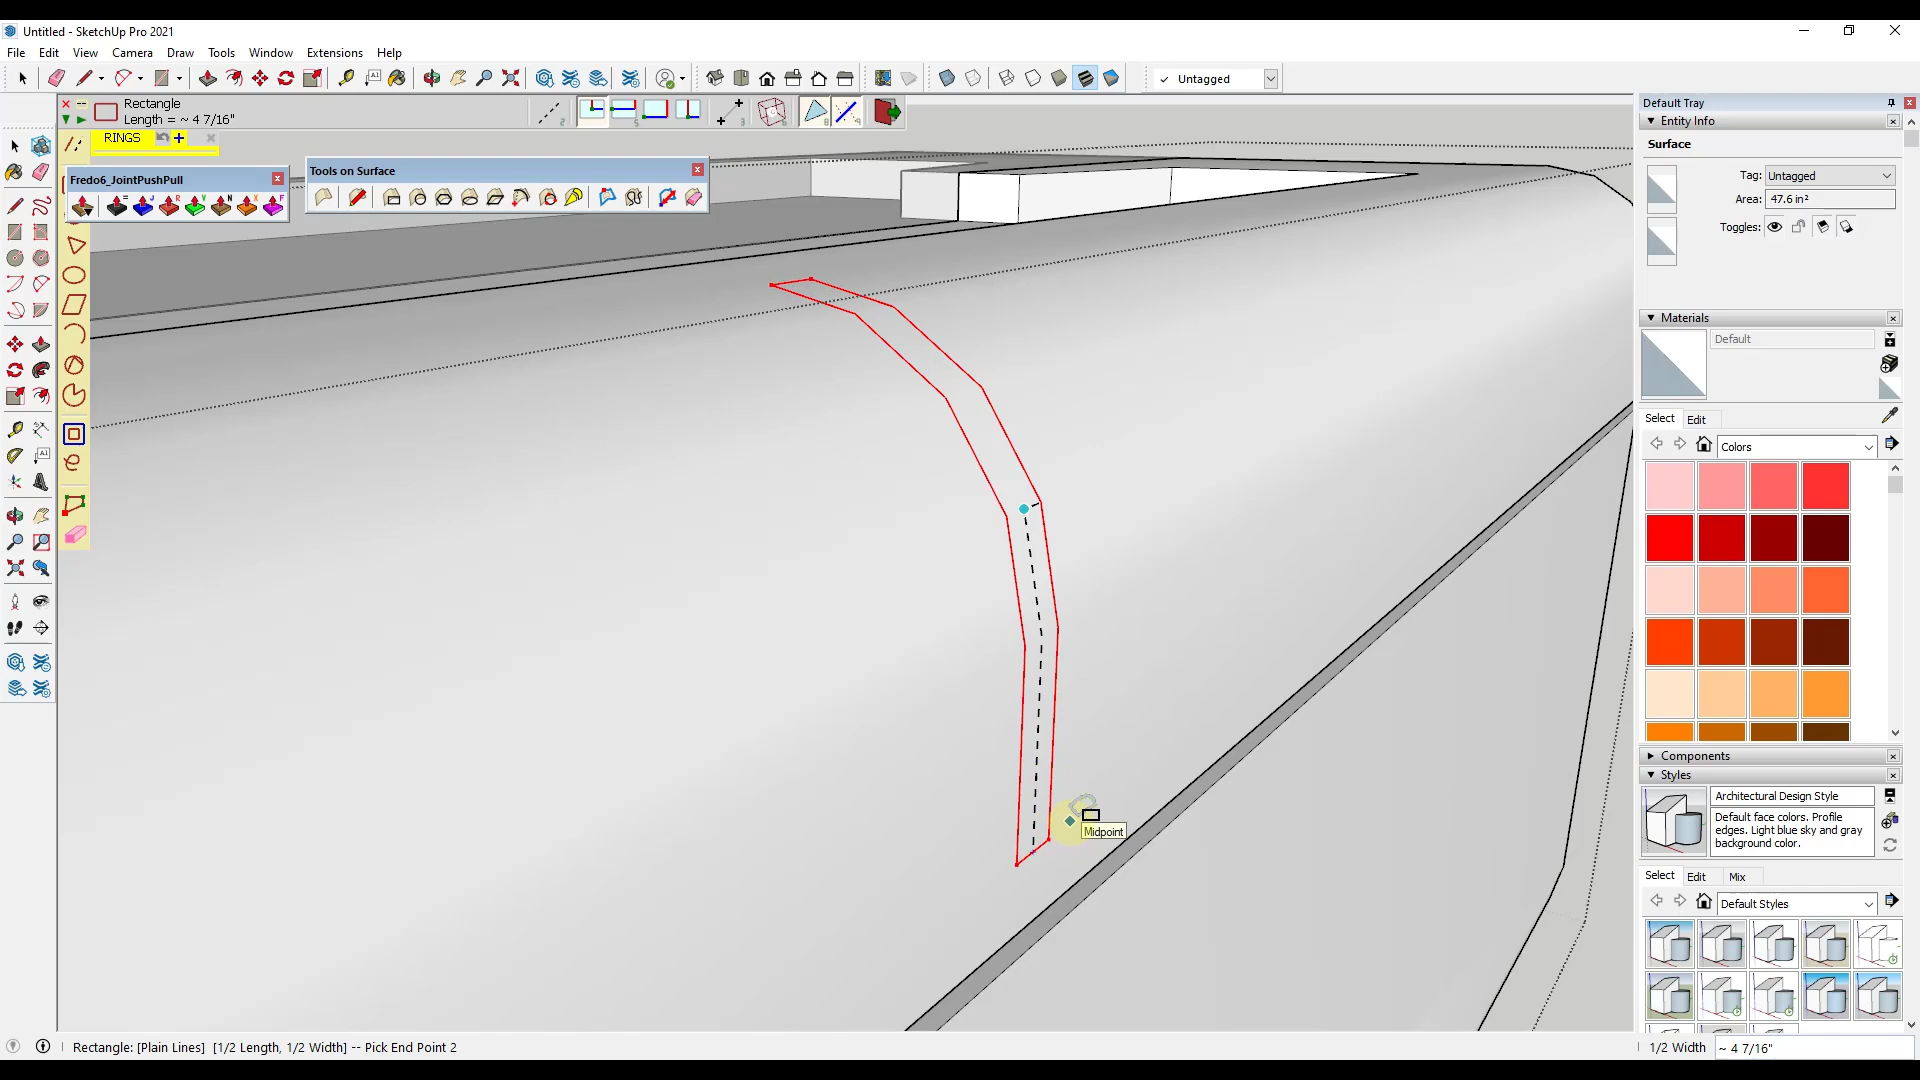 Untitled - SketchUp Pro 2021
File Edit View Camera Draw Tools Window Extensions Help
Untagged
Rectangle
Length = ~ 4 7/16"
RINGS
Fredo6_JointPushPull
Tools on Surface
Default Tray
Entity Info
Surface
Tag: Untagged
Area: 47.6 in²
Toggles:
Materials
Default
Select Edit
Colors
Components
Styles
Architectural Design Style
Default face colors. Profile
edges. Light blue sky and gray
background color.
Select Edit Mix
Default Styles
Midpoint
Rectangle: [Plain Lines] [1/2 Length, 1/2 Width] -- Pick End Point 2
1/2 Width ~ 4 7/16"